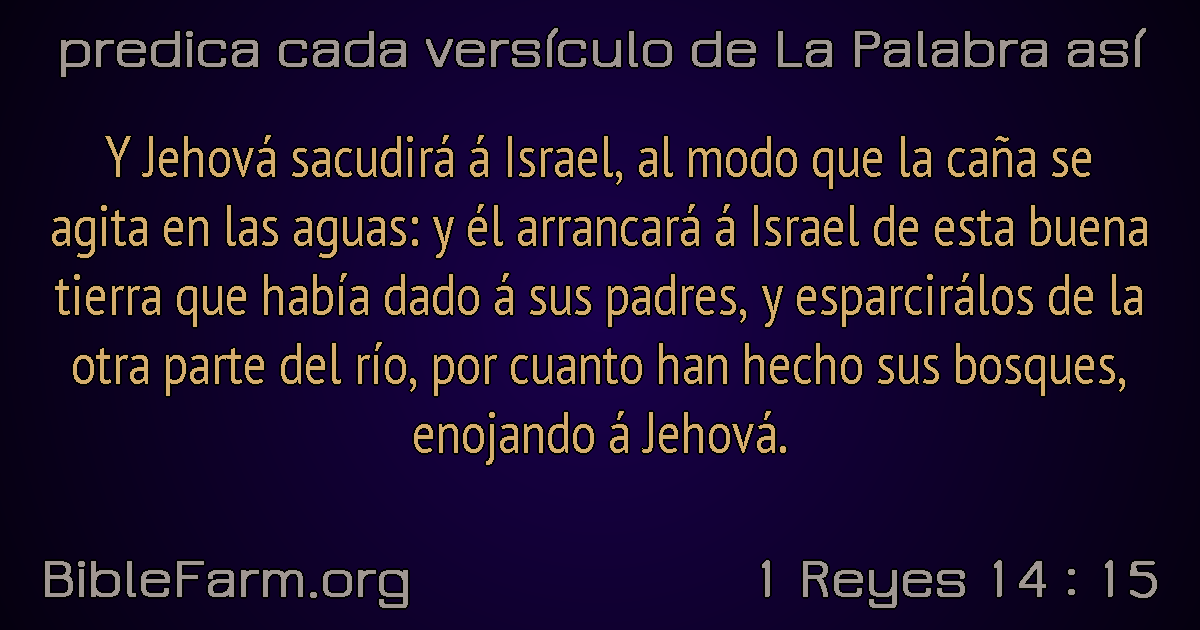 predica cada versículo de La Palabra así
Y Jehová sacudirá á Israel, al modo que la caña se
agita en las aguas: y él arrancará á Israel de esta buena
tierra que había dado á sus padres, y esparcirálos de la
otra parte del río, por cuanto han hecho sus bosques,
enojando á Jehová.
BibleFarm.org
1 Reyes 14 : 15